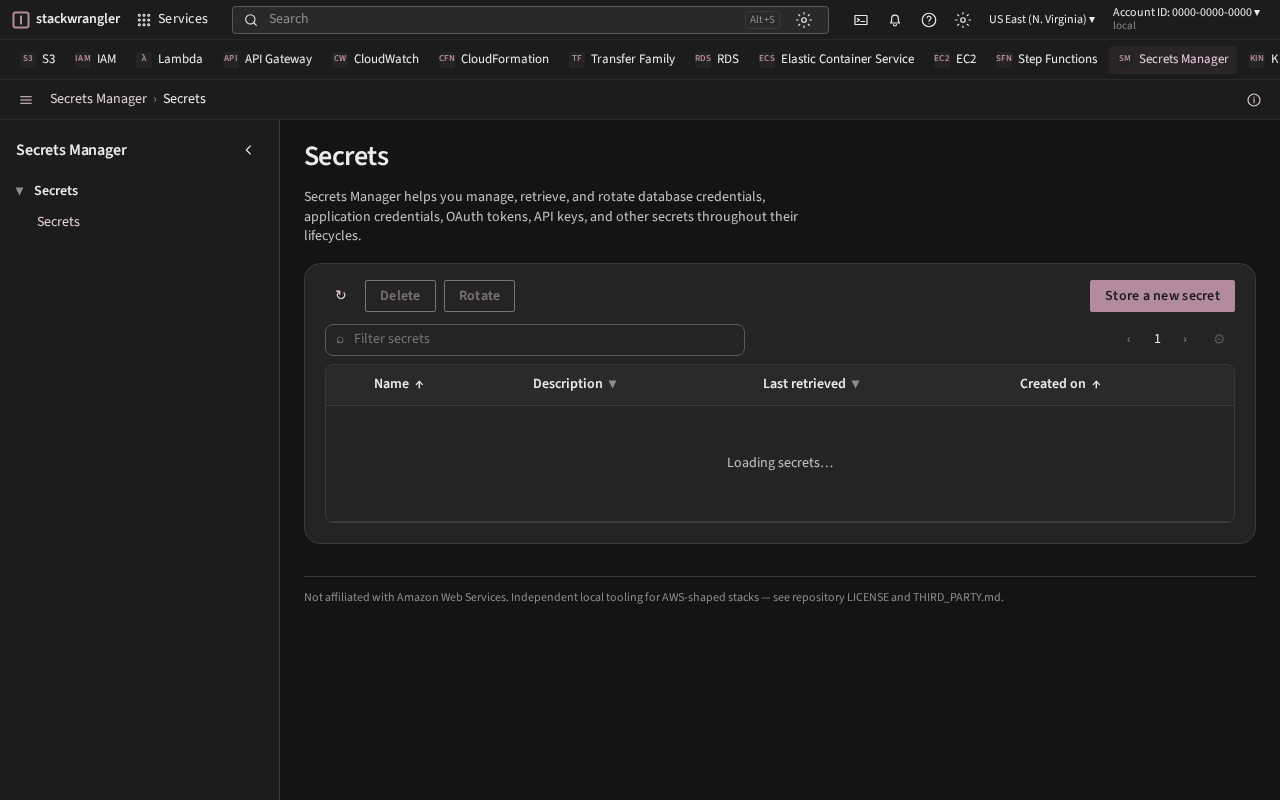 stackwrangler
Services
Search
Alt+S
US East (N. Virginia) ▾
Account ID: 0000-0000-0000 ▾
local
S3 S3
IAM IAM
λ Lambda
API API Gateway
CW CloudWatch
CFN CloudFormation
TF Transfer Family
RDS RDS
ECS Elastic Container Service
EC2 EC2
SFN Step Functions
SM Secrets Manager
KIN K
Secrets Manager › Secrets
Secrets Manager
▼ Secrets
Secrets
Secrets
Secrets Manager helps you manage, retrieve, and rotate database credentials,
application credentials, OAuth tokens, API keys, and other secrets throughout their
lifecycles.
↻ Delete Rotate
Store a new secret
Filter secrets
‹ 1 ›
Name ↑ Description ▼ Last retrieved ▼ Created on ↑
Loading secrets…
Not affiliated with Amazon Web Services. Independent local tooling for AWS-shaped stacks — see repository LICENSE and THIRD_PARTY.md.